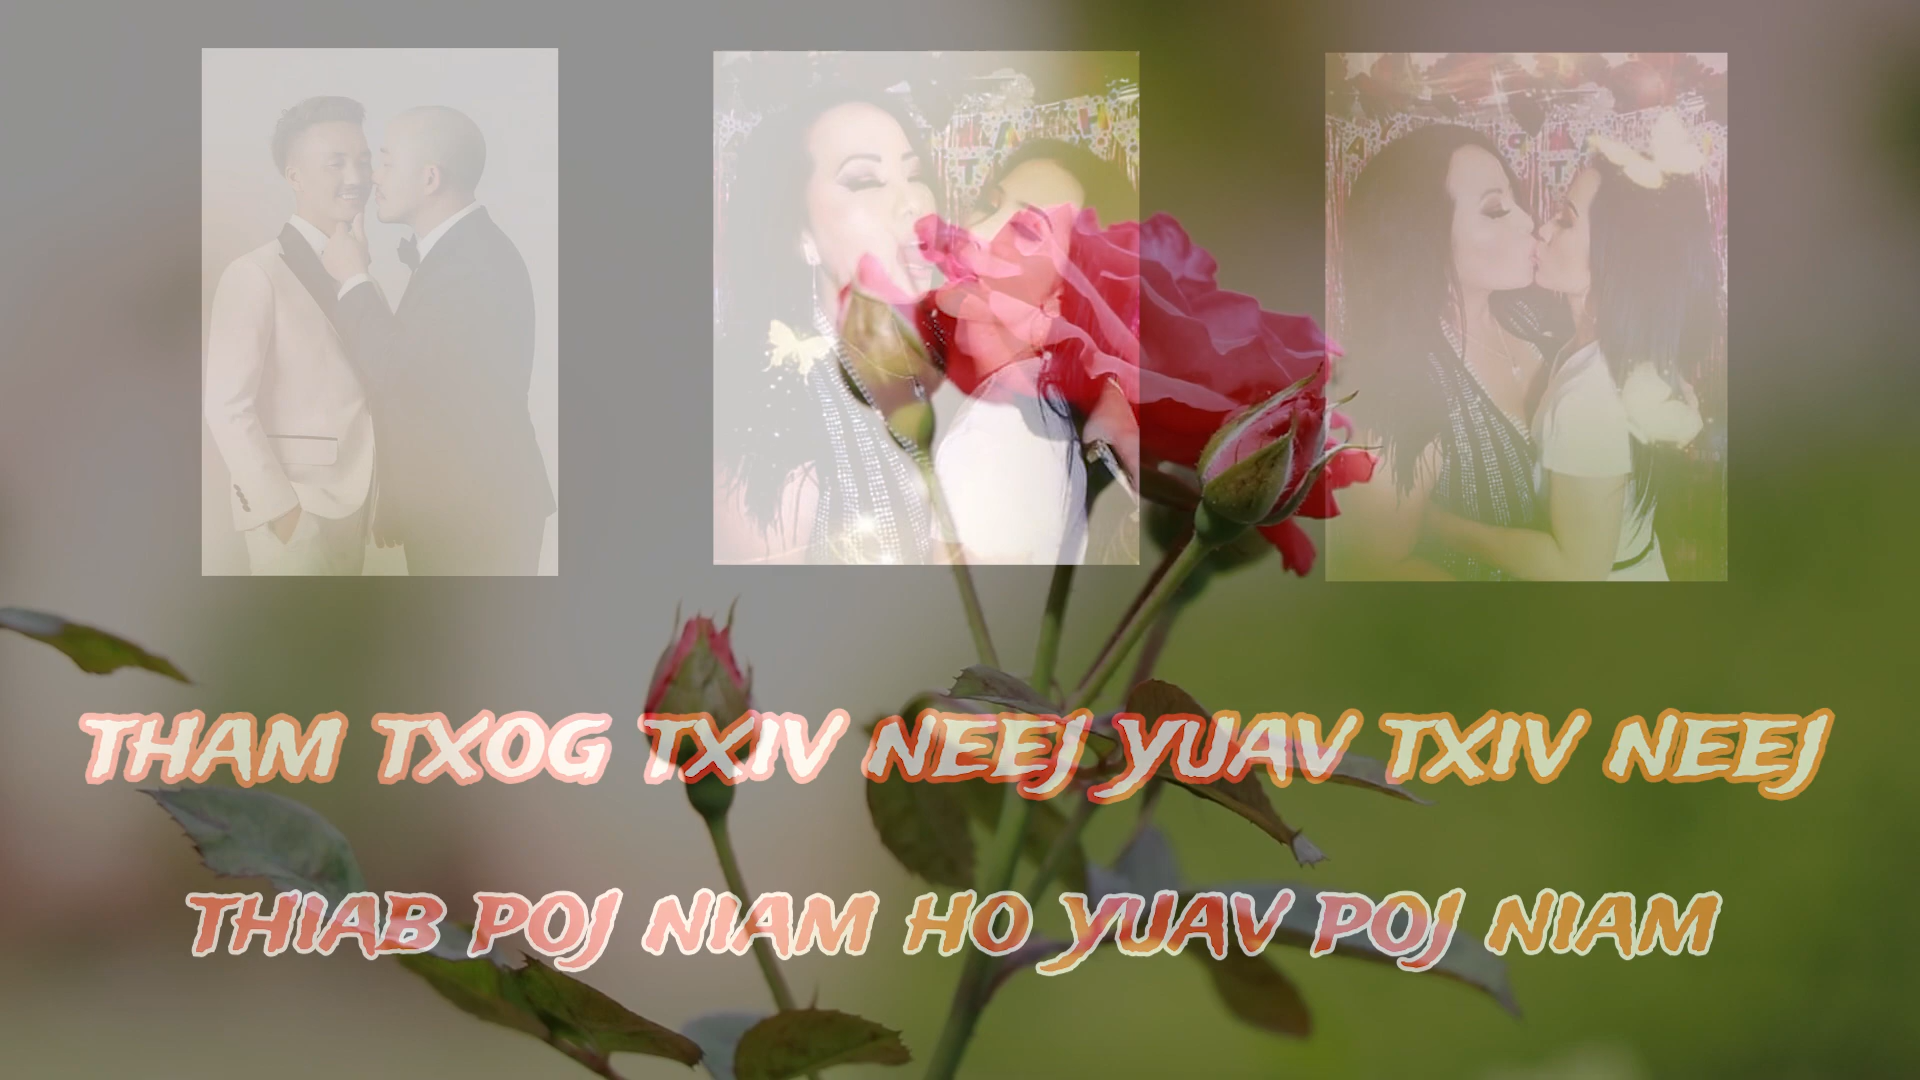 THAM TXOG TXIV NEEJ YUAV TXIV NEEJ
THIAB POJ NIAM HO YUAV POJ NIAM